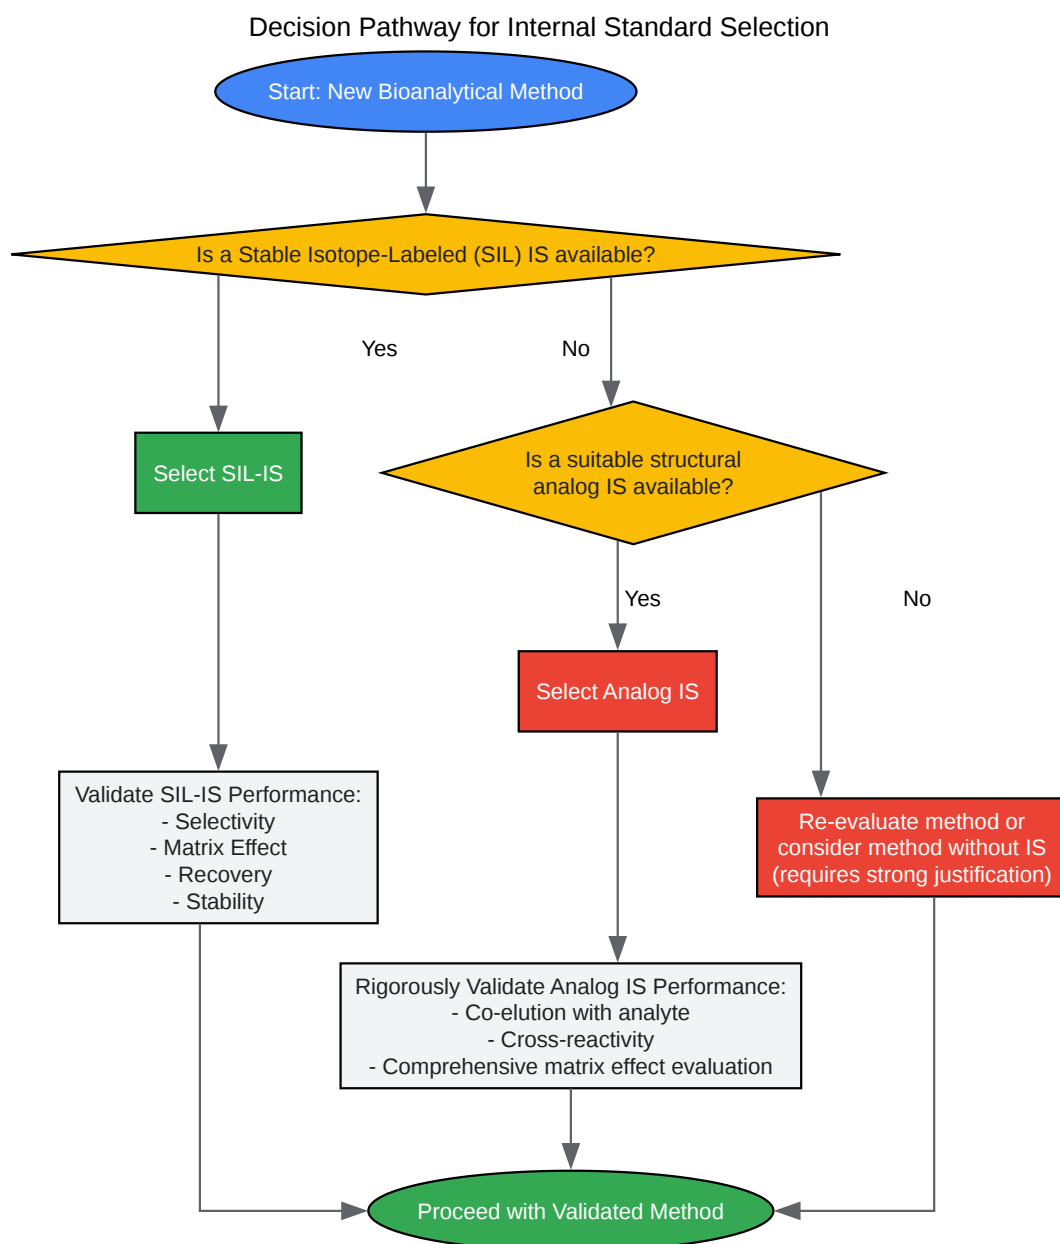 Decision Pathway for Internal Standard Selection
Start: New Bioanalytical Method
Is a Stable Isotope-Labeled (SIL) IS available?
Yes
No
Select SIL-IS
Is a suitable structural
analog IS available?
Yes
No
Select Analog IS
Validate SIL-IS Performance:
- Selectivity
- Matrix Effect
- Recovery
- Stability
Re-evaluate method or
consider method without IS
(requires strong justification)
Rigorously Validate Analog IS Performance:
- Co-elution with analyte
- Cross-reactivity
- Comprehensive matrix effect evaluation
Proceed with Validated Method